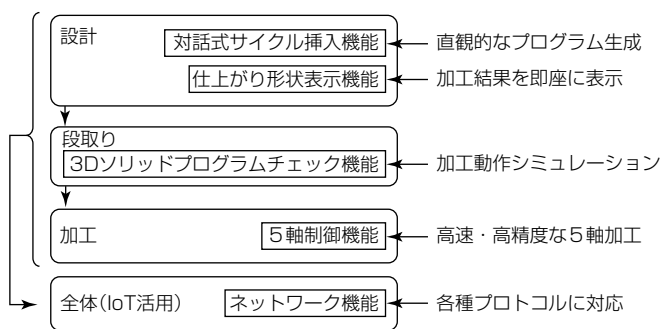 設計
対話式サイクル挿入機能 直観的なプログラム生成
仕上がり形状表示機能 加工結果を即座に表示
段取り
3Dソリッドプログラムチェック機能 加工動作シミュレーション
加工 5軸制御機能 高速・高精度な5軸加工
全体(IoT活用) ネットワーク機能 各種プロトコルに対応